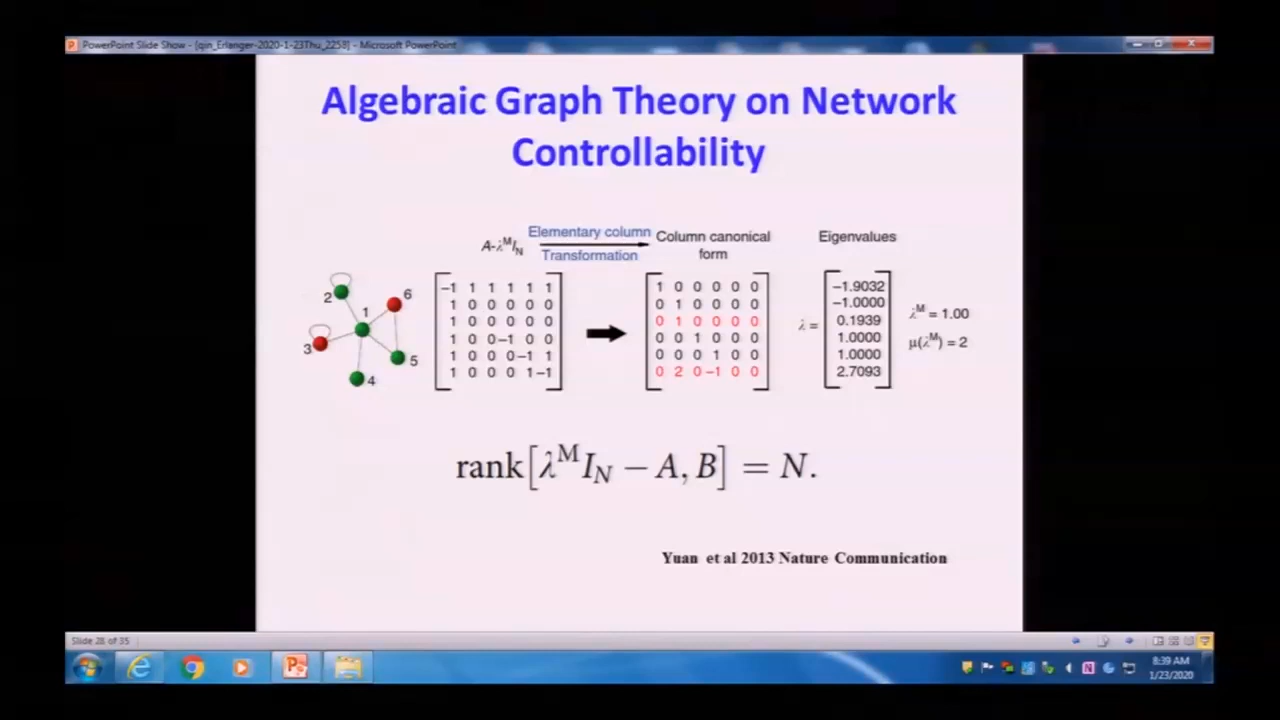 PowerPoint Slide Show - [qin_Erlanger-2020-1-23Thu_2258] - Microsoft PowerPoint
Algebraic Graph Theory on Network
Controllability
A-λᴹI_N
Elementary column
Transformation
Column canonical
form
Eigenvalues
2
1
6
3
5
4
−1 1 1 1 1 1
1 0 0 0 0 0
1 0 0 0 0 0
1 0 0 −1 0 0
1 0 0 0 −1 1
1 0 0 0 1 −1
1 0 0 0 0 0
0 1 0 0 0 0
0 1 0 0 0 0
0 0 1 0 0 0
0 0 0 1 0 0
0 2 0 −1 0 0
λ =
−1.9032
−1.0000
0.1939
1.0000
1.0000
2.7093
λᴹ = 1.00
μ(λᴹ) = 2
rank[λᴹI_N − A, B] = N.
Yuan et al 2013 Nature Communication
Slide 28 of 35
8:39 AM
1/23/2020